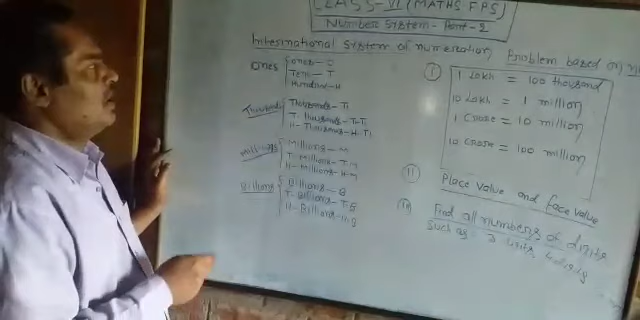 CLASS-VI (MATHS FPS)
Number System - Part-2
International System of Numeration
Ones
Ones - O
Tens - T
Hundred - H
Thousands
Thousands - Th
T. Thousands - T-Th
H- Thousands - H-Th
Millions
Millions - M
T. Millions - T.M
H- Millions - H-M
Billions
Billions - B
T. Billions - T.B
H- Billions - H.B
Problem based on
I
1 Lakh = 100 thousand
10 Lakh = 1 million
1 Crore = 10 million
10 Crore = 100 million
II
Place value and face value
III
Find all numbers of digits
such as